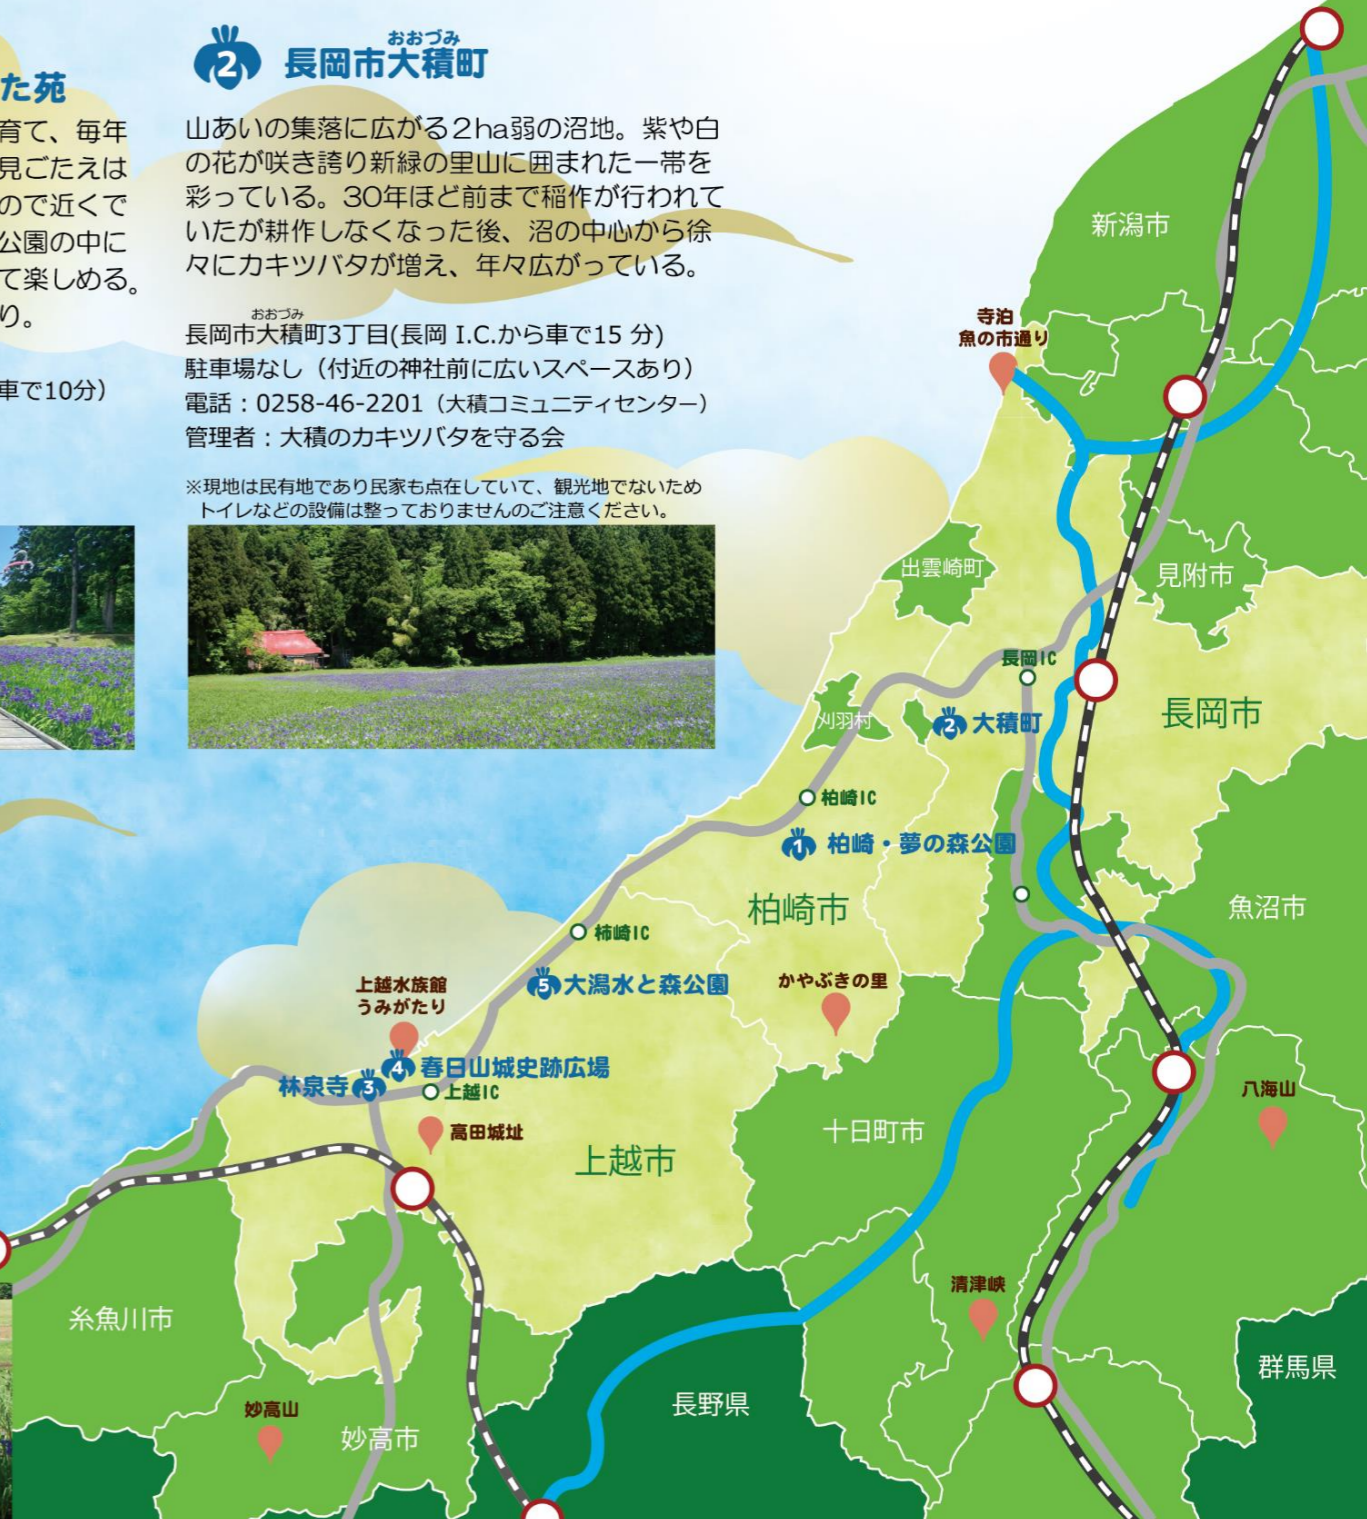 た苑
育て、毎年
見ごたえは
ので近くで
公園の中に
て楽しめる。
り。
車で10分）
2 長岡市大積町
おおづみ
山あいの集落に広がる2ha弱の沼地。紫や白
の花が咲き誇り新緑の里山に囲まれた一帯を
彩っている。30年ほど前まで稲作が行われて
いたが耕作しなくなった後、沼の中心から徐
々にカキツバタが増え、年々広がっている。
おおづみ
長岡市大積町3丁目(長岡 I.C.から車で15 分)
駐車場なし（付近の神社前に広いスペースあり）
電話：0258-46-2201（大積コミュニティセンター）
管理者：大積のカキツバタを守る会
※現地は民有地であり民家も点在していて、観光地でないため
トイレなどの設備は整っておりませんのご注意ください。
新潟市
寺泊
魚の市通り
出雲崎町
見附市
長岡IC
長岡市
刈羽村
2 大積町
柏崎IC
1 柏崎・夢の森公園
柏崎市
魚沼市
柿崎IC
上越水族館
うみがたり
5 大潟水と森公園
かやぶきの里
4 春日山城史跡広場
林泉寺 3
上越IC
八海山
高田城址
十日町市
上越市
清津峡
糸魚川市
群馬県
長野県
妙高山
妙高市